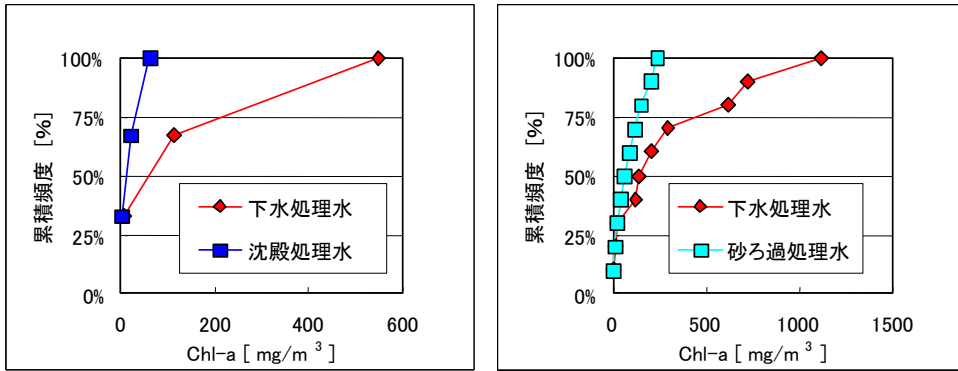 100%
75%
50%
25%
0%
累積頻度 [%]
下水処理水
沈殿処理水
0 200 400 600
Chl-a [ mg/m ³ ]
100%
75%
50%
25%
0%
累積頻度 [%]
下水処理水
砂ろ過処理水
0 500 1000 1500
Chl-a [ mg/m ³ ]